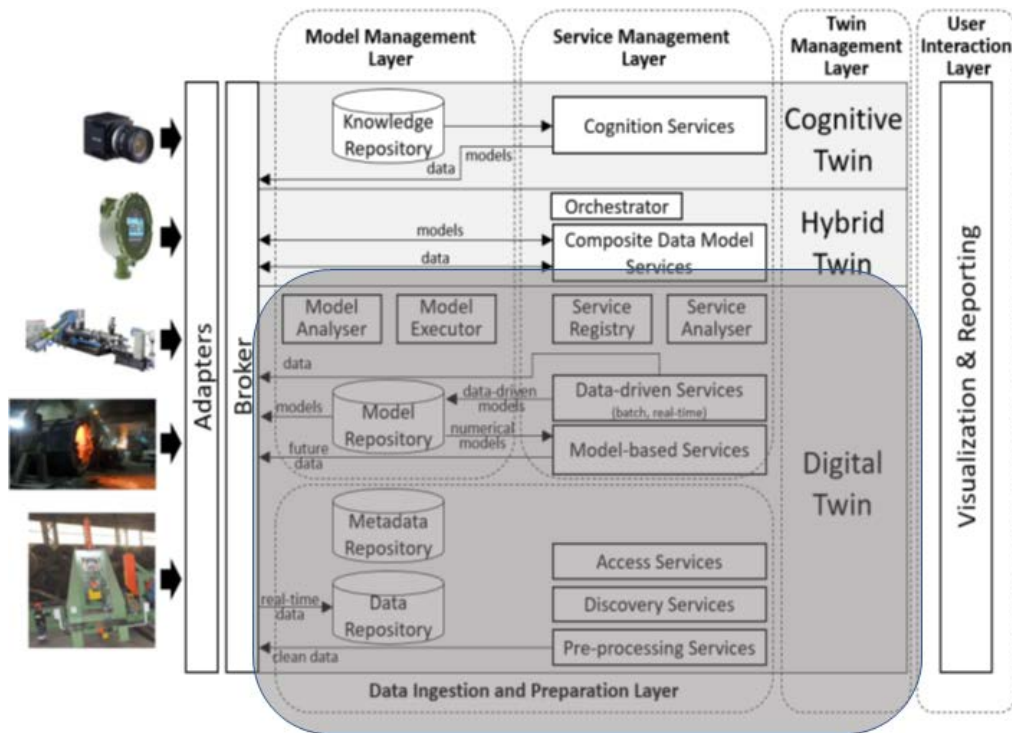 Model Management
Layer
Service Management
Layer
Twin
Management
Layer
User
Interaction
Layer
Adapters
Broker
Knowledge
Repository
Cognition Services
models
data
Cognitive
Twin
Orchestrator
models
Composite Data Model
Services
data
Hybrid
Twin
Model
Analyser
Model
Executor
Service
Registry
Service
Analyser
data
data-driven
models
Data-driven Services
(batch, real-time)
models
Model
Repository
numerical
models
Model-based Services
future
data
Digital
Twin
Metadata
Repository
Access Services
real-time
data
Data
Repository
Discovery Services
clean data
Pre-processing Services
Data Ingestion and Preparation Layer
Visualization & Reporting